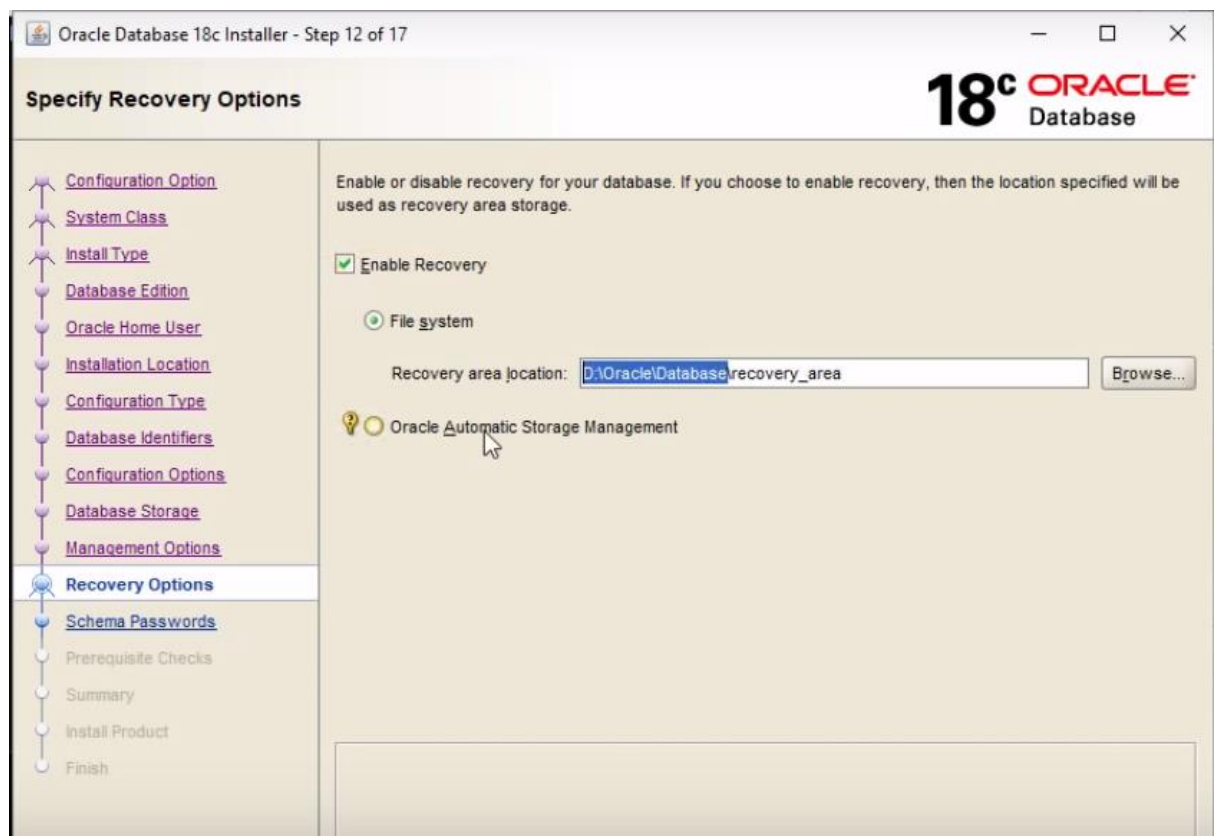 Oracle Database 18c Installer - Step 12 of 17
Specify Recovery Options
18c ORACLE
Database
Configuration Option
System Class
Install Type
Database Edition
Oracle Home User
Installation Location
Configuration Type
Database Identifiers
Configuration Options
Database Storage
Management Options
Recovery Options
Schema Passwords
Prerequisite Checks
Summary
Install Product
Finish
Enable or disable recovery for your database. If you choose to enable recovery, then the location specified will be
used as recovery area storage.
Enable Recovery
File system
Recovery area location: D:\Oracle\Database\recovery_area Browse...
Oracle Automatic Storage Management